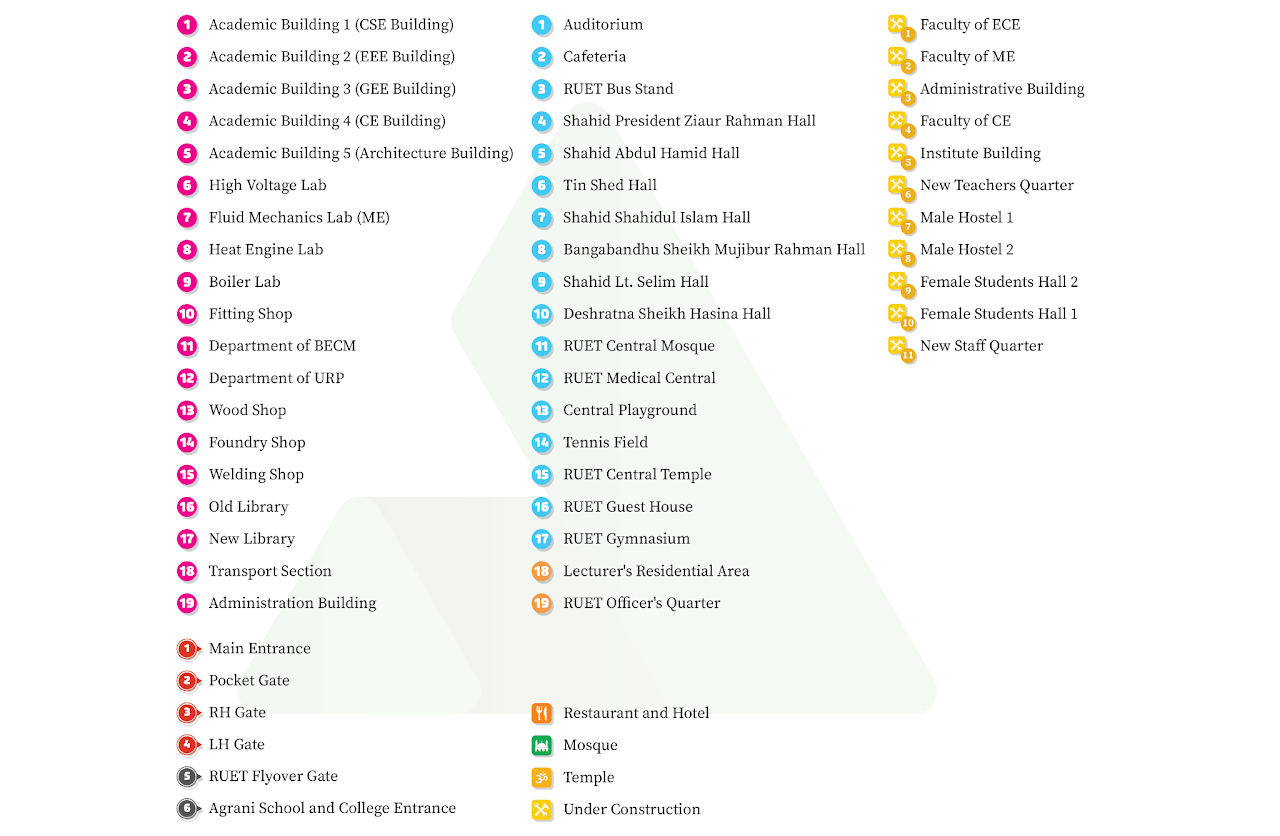 1 Academic Building 1 (CSE Building)
2 Academic Building 2 (EEE Building)
3 Academic Building 3 (GEE Building)
4 Academic Building 4 (CE Building)
5 Academic Building 5 (Architecture Building)
6 High Voltage Lab
7 Fluid Mechanics Lab (ME)
8 Heat Engine Lab
9 Boiler Lab
10 Fitting Shop
11 Department of BECM
12 Department of URP
13 Wood Shop
14 Foundry Shop
15 Welding Shop
16 Old Library
17 New Library
18 Transport Section
19 Administration Building
1 Main Entrance
2 Pocket Gate
3 RH Gate
4 LH Gate
5 RUET Flyover Gate
6 Agrani School and College Entrance
1 Auditorium
2 Cafeteria
3 RUET Bus Stand
4 Shahid President Ziaur Rahman Hall
5 Shahid Abdul Hamid Hall
6 Tin Shed Hall
7 Shahid Shahidul Islam Hall
8 Bangabandhu Sheikh Mujibur Rahman Hall
9 Shahid Lt. Selim Hall
10 Deshratna Sheikh Hasina Hall
11 RUET Central Mosque
12 RUET Medical Central
13 Central Playground
14 Tennis Field
15 RUET Central Temple
16 RUET Guest House
17 RUET Gymnasium
18 Lecturer's Residential Area
19 RUET Officer's Quarter
Restaurant and Hotel
Mosque
ॐ Temple
Under Construction
1 Faculty of ECE
2 Faculty of ME
3 Administrative Building
4 Faculty of CE
5 Institute Building
6 New Teachers Quarter
7 Male Hostel 1
8 Male Hostel 2
9 Female Students Hall 2
10 Female Students Hall 1
11 New Staff Quarter